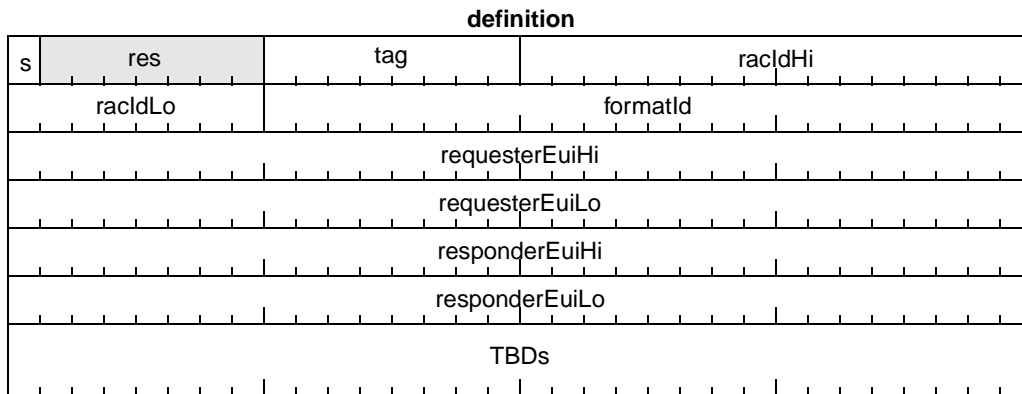 definition
s res tag racIdHi
racIdLo formatId
requesterEuiHi
requesterEuiLo
responderEuiHi
responderEuiLo
TBDs